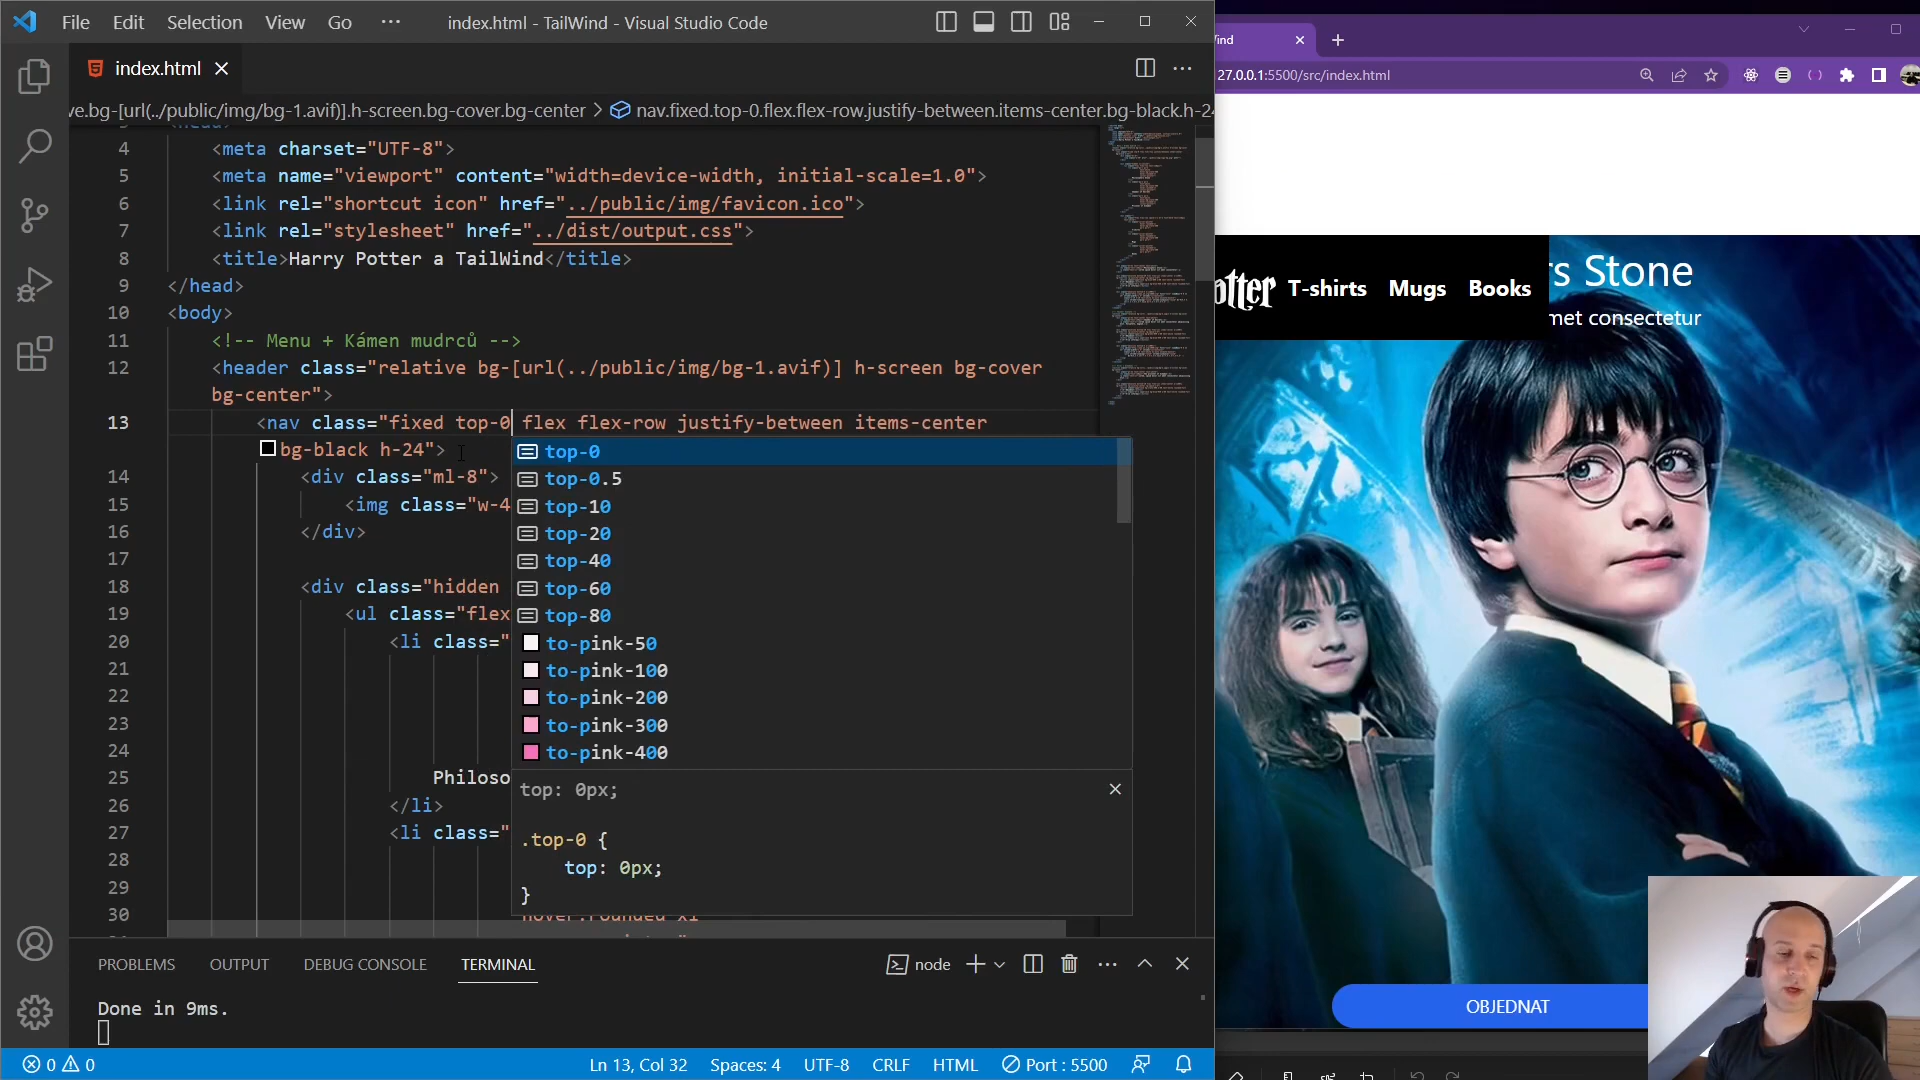 File Edit Selection View Go ··· index.html - TailWind - Visual Studio Code
index.html
ve.bg-[url(../public/img/bg-1.avif)].h-screen.bg-cover.bg-center > nav.fixed.top-0.flex.flex-row.justify-between.items-center.bg-black.h-24
4 <meta charset="UTF-8">
5 <meta name="viewport" content="width=device-width, initial-scale=1.0">
6 <link rel="shortcut icon" href="../public/img/favicon.ico">
7 <link rel="stylesheet" href="../dist/output.css">
8 <title>Harry Potter a TailWind</title>
9 </head>
10 <body>
11 <!-- Menu + Kámen mudrců -->
12 <header class="relative bg-[url(../public/img/bg-1.avif)] h-screen bg-cover
bg-center">
13 <nav class="fixed top-0 flex flex-row justify-between items-center
bg-black h-24">
14 <div class="ml-8">
15 <img class="w-4
16 </div>
17
18 <div class="hidden
19 <ul class="flex
20 <li class="
21
22
23
24
25 Philoso
26 </li>
27 <li class="
28
29
30
top-0
top-0.5
top-10
top-20
top-40
top-60
top-80
to-pink-50
to-pink-100
to-pink-200
to-pink-300
to-pink-400
top: 0px;
.top-0 {
top: 0px;
}
PROBLEMS OUTPUT DEBUG CONSOLE TERMINAL node
Done in 9ms.
0 0 Ln 13, Col 32 Spaces: 4 UTF-8 CRLF HTML Port : 5500
ind
27.0.0.1:5500/src/index.html
otter T-shirts Mugs Books
rs Stone
met consectetur
OBJEDNAT